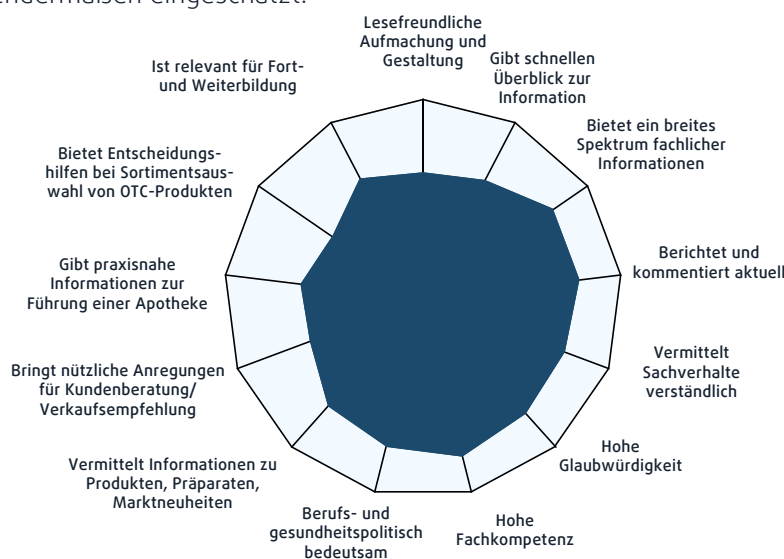 Lesefreundliche
Aufmachung und
Gestaltung
Gibt schnellen
Überblick zur
Information
Bietet ein breites
Spektrum fachlicher
Informationen
Berichtet und
kommentiert aktuell
Vermittelt
Sachverhalte
verständlich
Hohe
Glaubwürdigkeit
Hohe
Fachkompetenz
Berufs- und
gesundheitspolitisch
bedeutsam
Vermittelt Informationen zu
Produkten, Präparaten,
Marktneuheiten
Bringt nützliche Anregungen
für Kundenberatung/
Verkaufsempfehlung
Gibt praxisnahe
Informationen zur
Führung einer Apotheke
Bietet Entscheidungs-
hilfen bei Sortimentsaus-
wahl von OTC-Produkten
Ist relevant für Fort-
und Weiterbildung